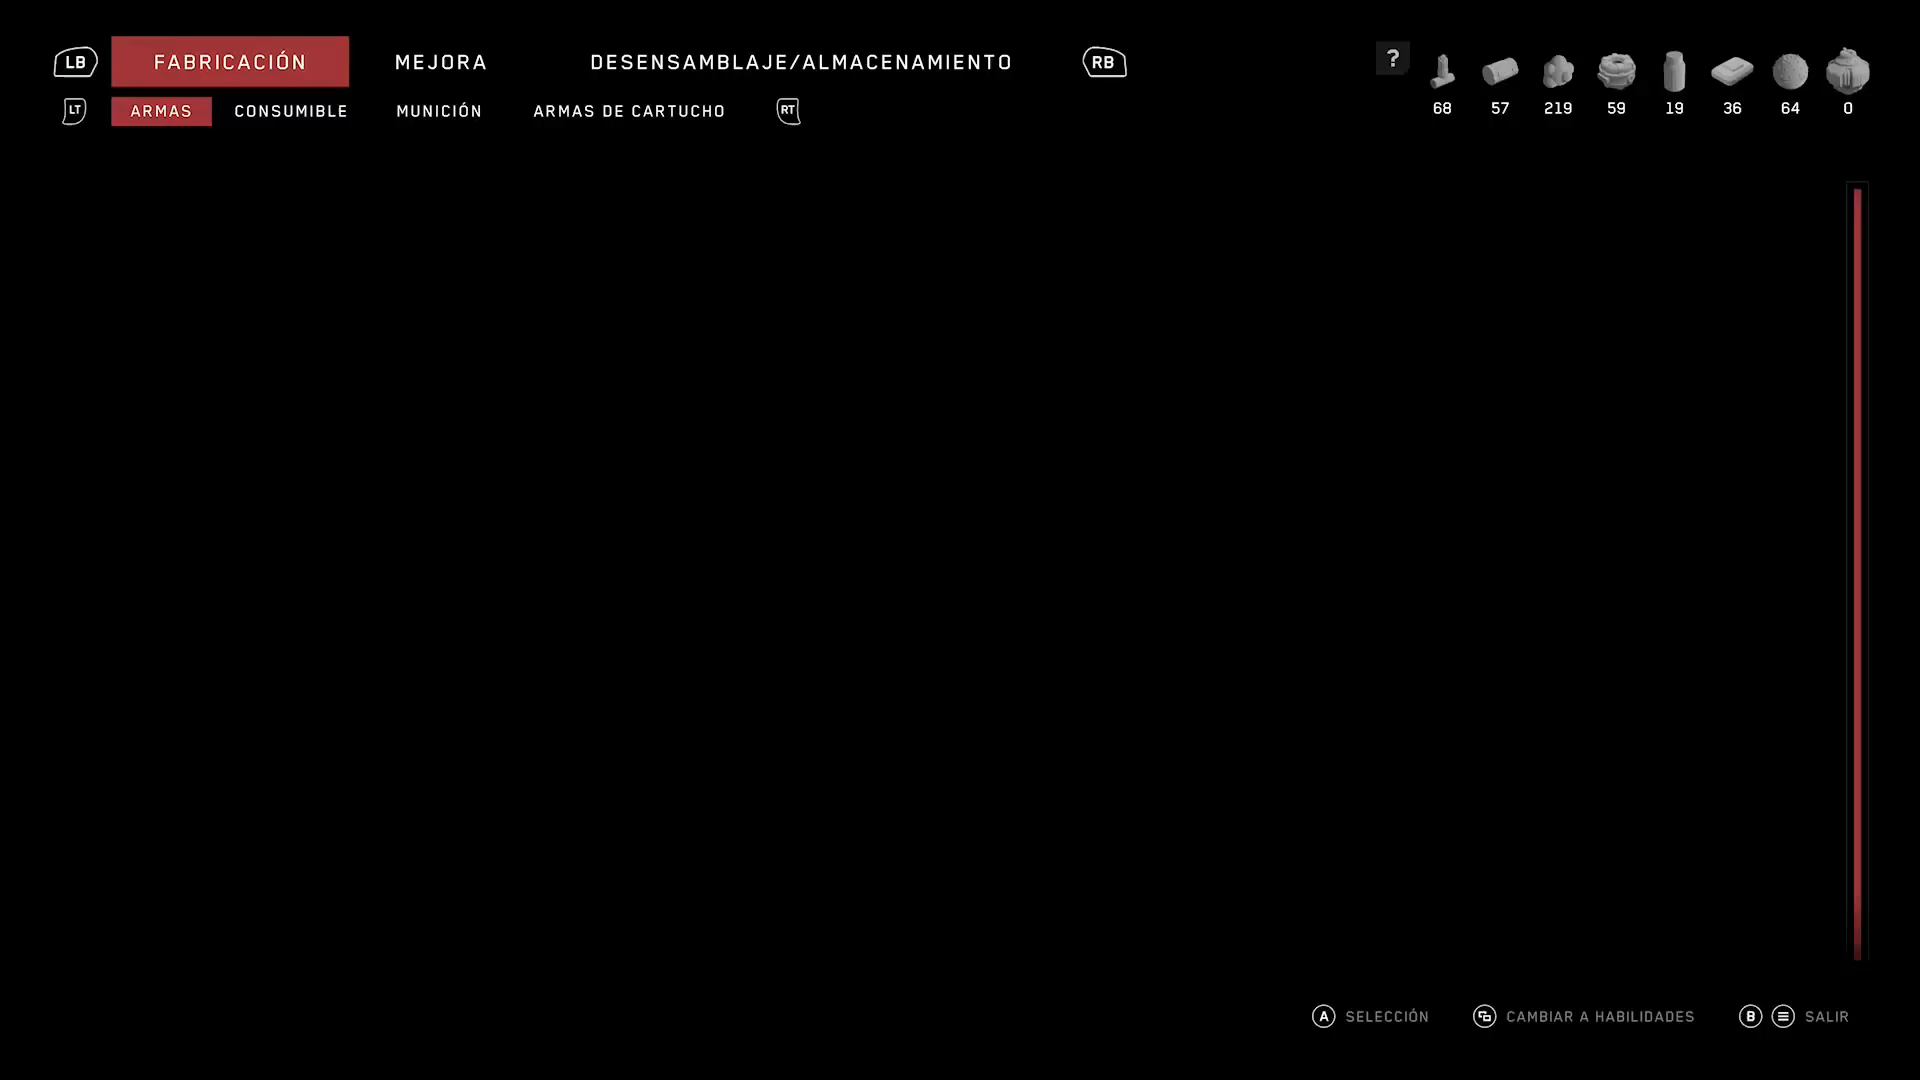 LB FABRICACIÓN MEJORA DESENSAMBLAJE/ALMACENAMIENTO RB ?
LT ARMAS CONSUMIBLE MUNICIÓN ARMAS DE CARTUCHO RT
68 57 219 59 19 36 64 0
A SELECCIÓN CAMBIAR A HABILIDADES B SALIR